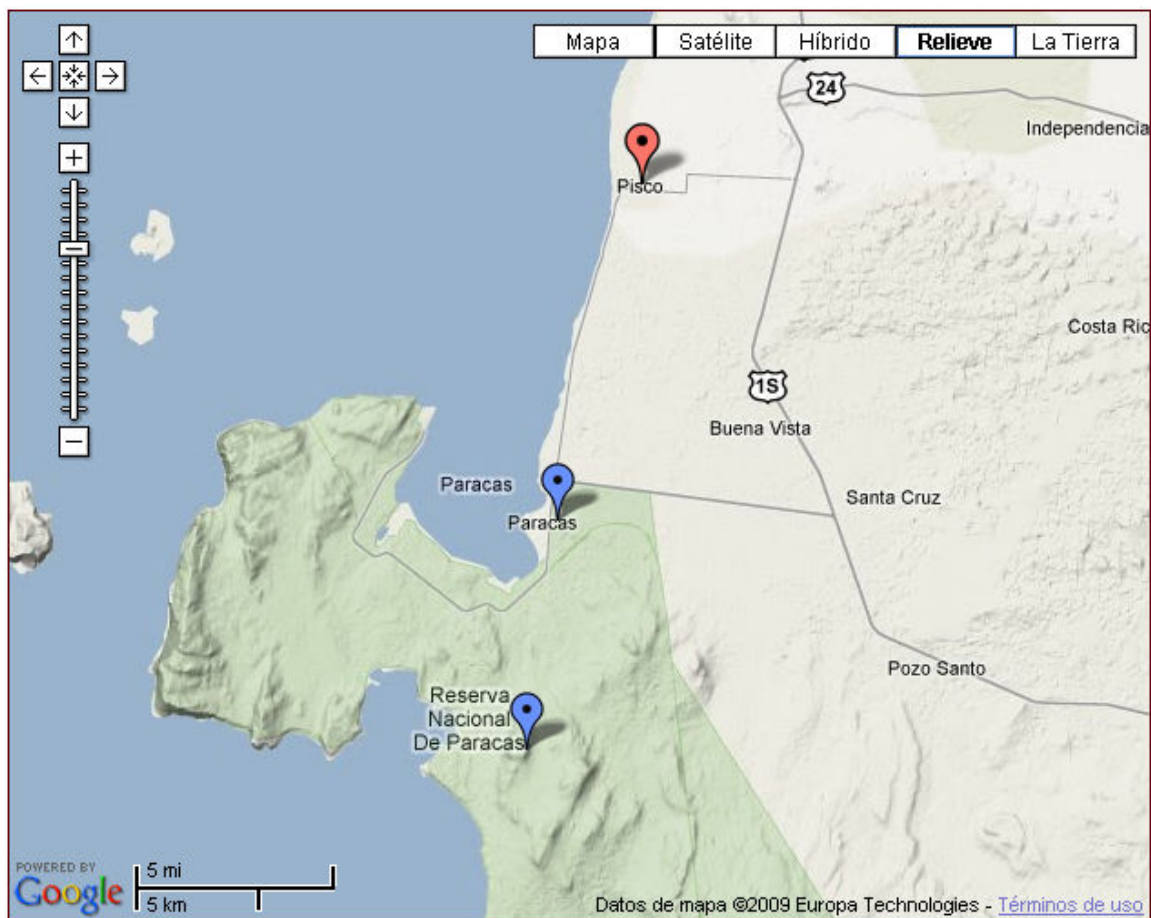 Mapa
Satélite
Híbrido
Relieve
La Tierra
24
Independencia
Pisco
Costa Ric
1S
Buena Vista
Paracas
Santa Cruz
Paracas
Pozo Santo
Reserva
Nacional
De Paracas
POWERED BY
Google
5 mi
5 km
Datos de mapa ©2009 Europa Technologies - Términos de uso